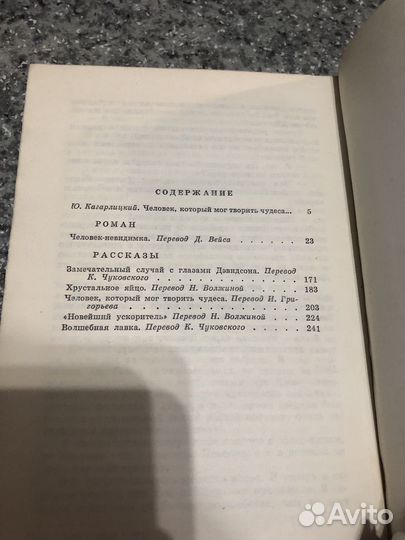 СОДЕРЖАНИЕ
Ю. Кагарлицкий. Человек, который мог творить чудеса... 5
РОМАН
Человек-невидимка. Перевод Д. Вейса . . . . . . 23
РАССКАЗЫ
Замечательный случай с глазами Дэвидсона. Перевод
К. Чуковского . . . . . . . . . . . . . . . 171
Хрустальное яйцо. Перевод Н. Волжиной . . . . . 183
Человек, который мог творить чудеса. Перевод И. Гри-
горьева . . . . . . . . . . . . . . . . . 203
«Новейший ускоритель» Перевод Н. Волжиной . . . . 224
Волшебная лавка. Перевод К. Чуковского . . . . . 241
Avito